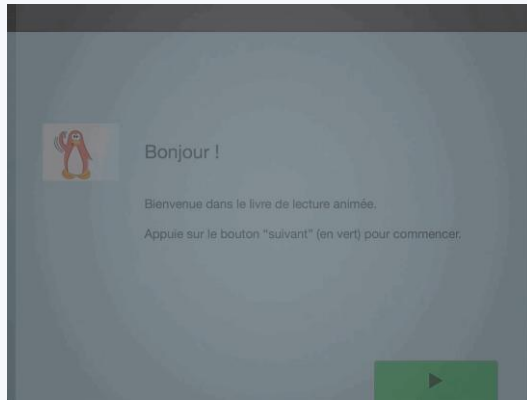 Bonjour !
Bienvenue dans le livre de lecture animée.
Appuie sur le bouton "suivant" (en vert) pour commencer.